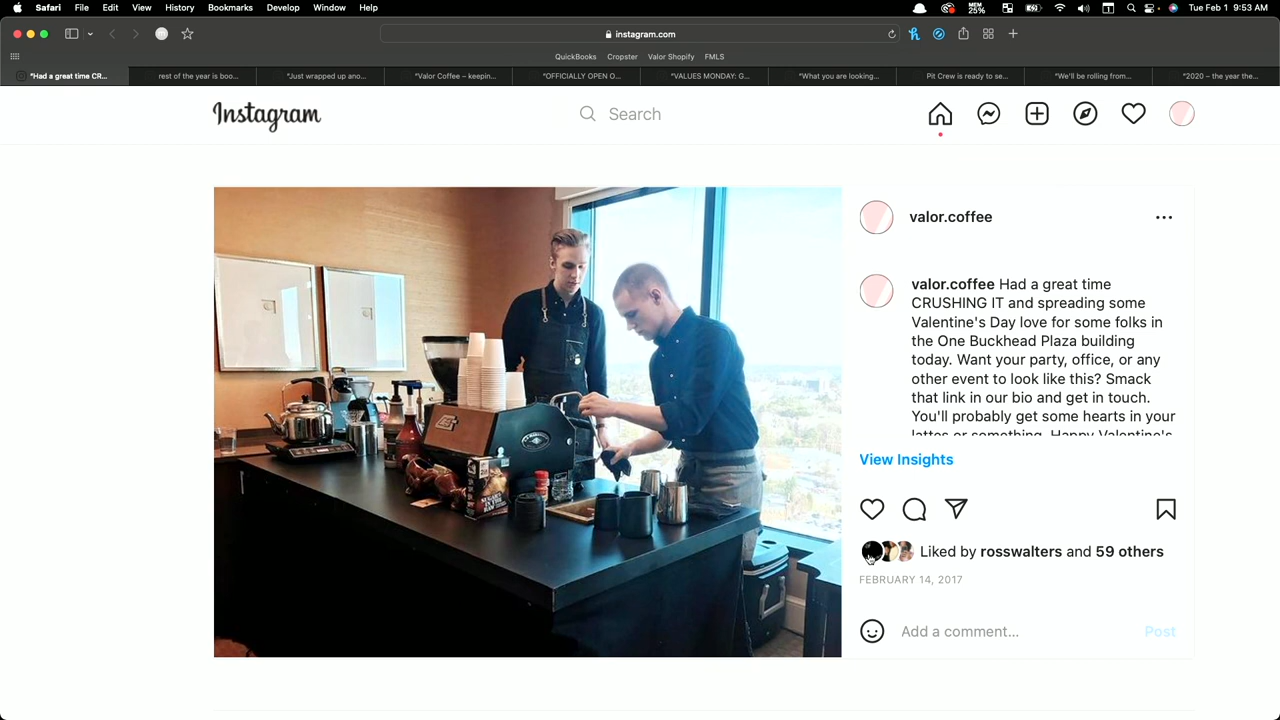 Safari File Edit View History Bookmarks Develop Window Help
MEM 25%
Tue Feb 1 9:53 AM
instagram.com
QuickBooks Cropster Valor Shopify FMLS
"Had a great time CR...
rest of the year is boo...
"Just wrapped up ano...
"Valor Coffee – keepin...
"OFFICIALLY OPEN O...
"VALUES MONDAY: G...
"What you are looking...
Pit Crew is ready to se...
"We'll be rolling from...
"2020 – the year the...
Instagram
Search
valor.coffee
valor.coffee Had a great time
CRUSHING IT and spreading some
Valentine's Day love for some folks in
the One Buckhead Plaza building
today. Want your party, office, or any
other event to look like this? Smack
that link in our bio and get in touch.
You'll probably get some hearts in your
lattes or something. Happy Valentine's
View Insights
Liked by rosswalters and 59 others
FEBRUARY 14, 2017
Add a comment...
Post